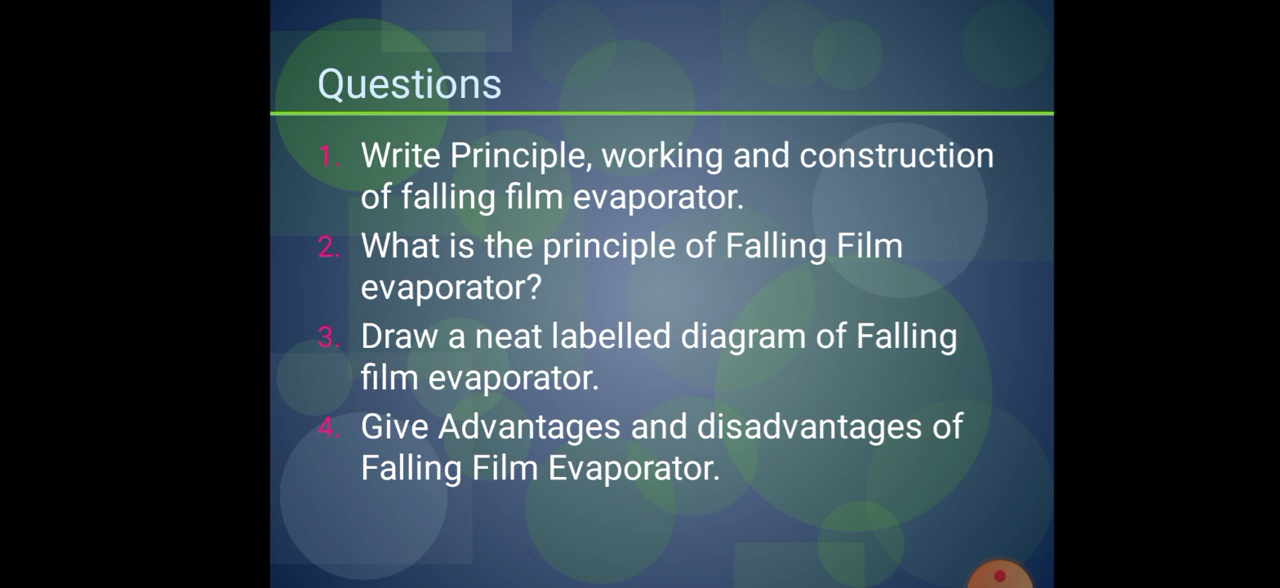 Questions
1. Write Principle, working and construction
of falling film evaporator.
2. What is the principle of Falling Film
evaporator?
3. Draw a neat labelled diagram of Falling
film evaporator.
4. Give Advantages and disadvantages of
Falling Film Evaporator.